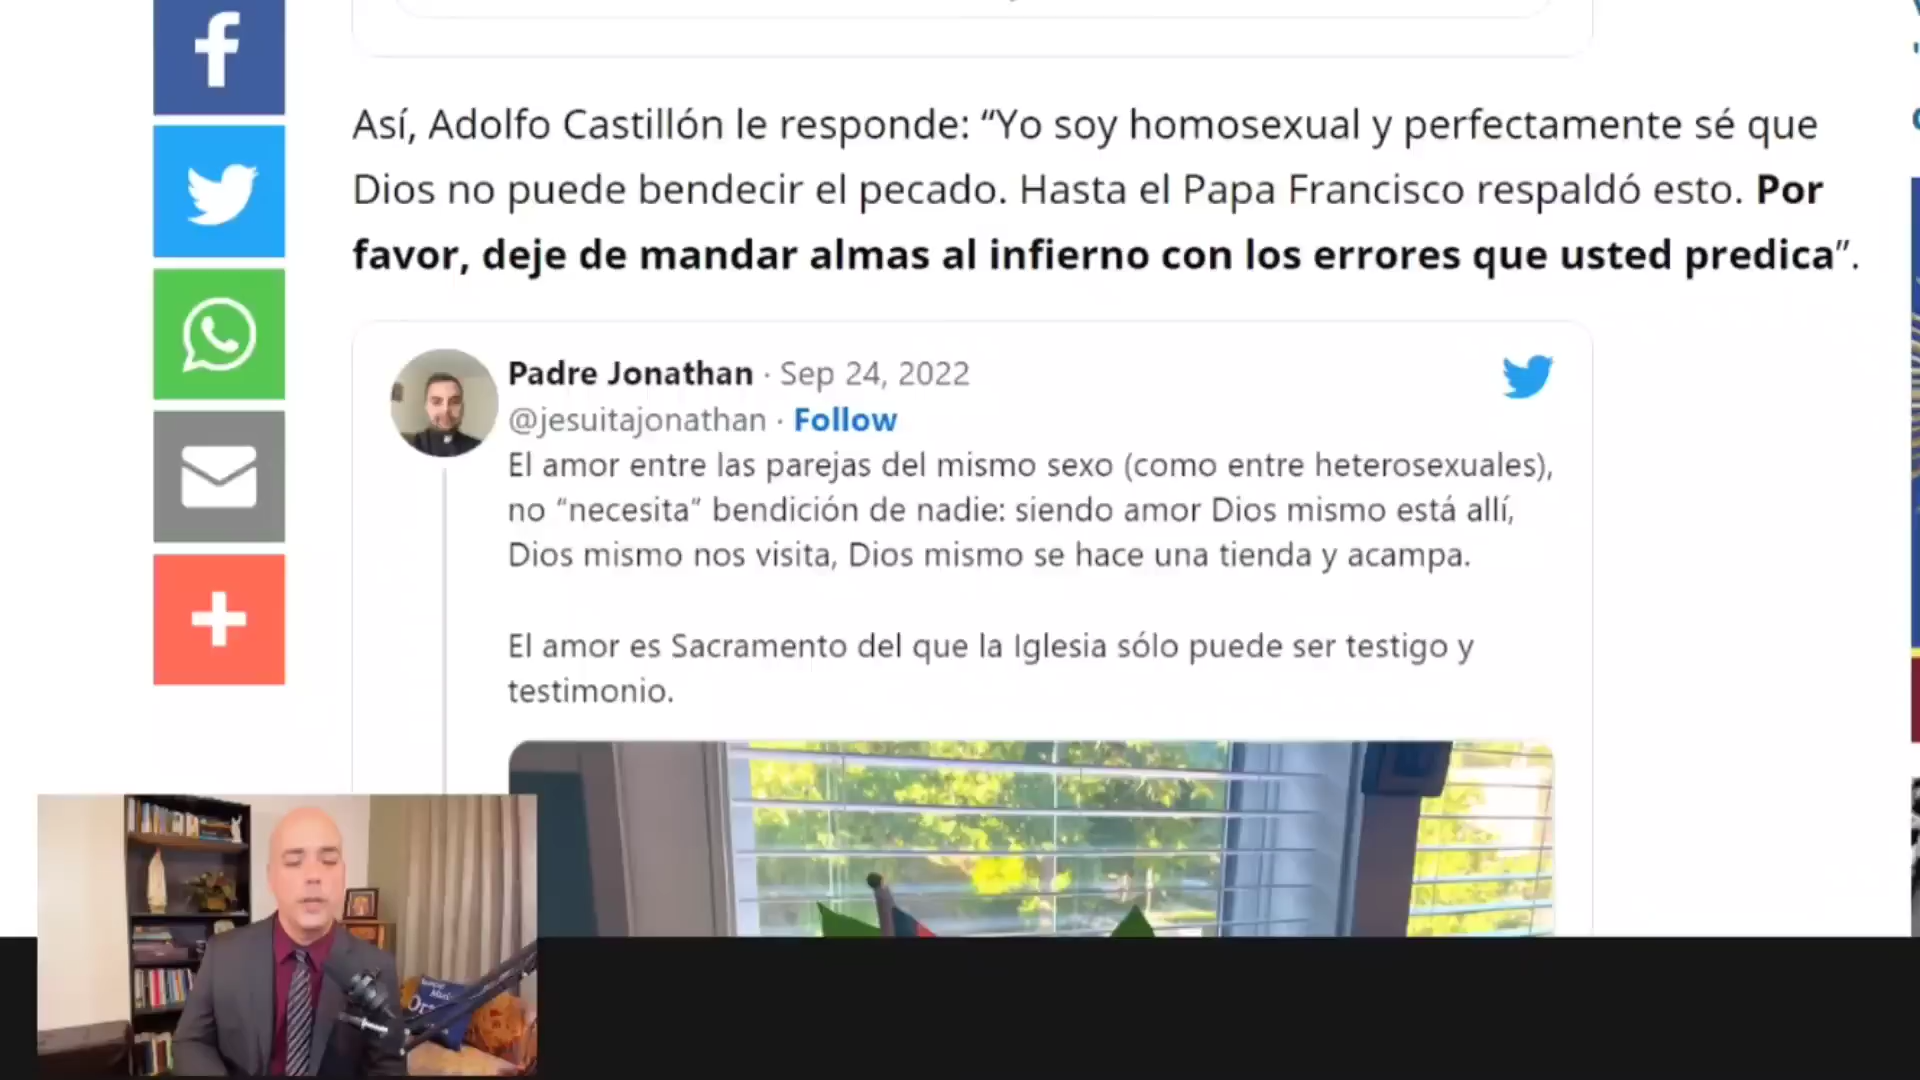 Así, Adolfo Castillón le responde: “Yo soy homosexual y perfectamente sé que
Dios no puede bendecir el pecado. Hasta el Papa Francisco respaldó esto. Por
favor, deje de mandar almas al infierno con los errores que usted predica”.
Padre Jonathan · Sep 24, 2022
@jesuitajonathan · Follow
El amor entre las parejas del mismo sexo (como entre heterosexuales),
no “necesita“ bendición de nadie: siendo amor Dios mismo está allí,
Dios mismo nos visita, Dios mismo se hace una tienda y acampa.
El amor es Sacramento del que la Iglesia sólo puede ser testigo y
testimonio.